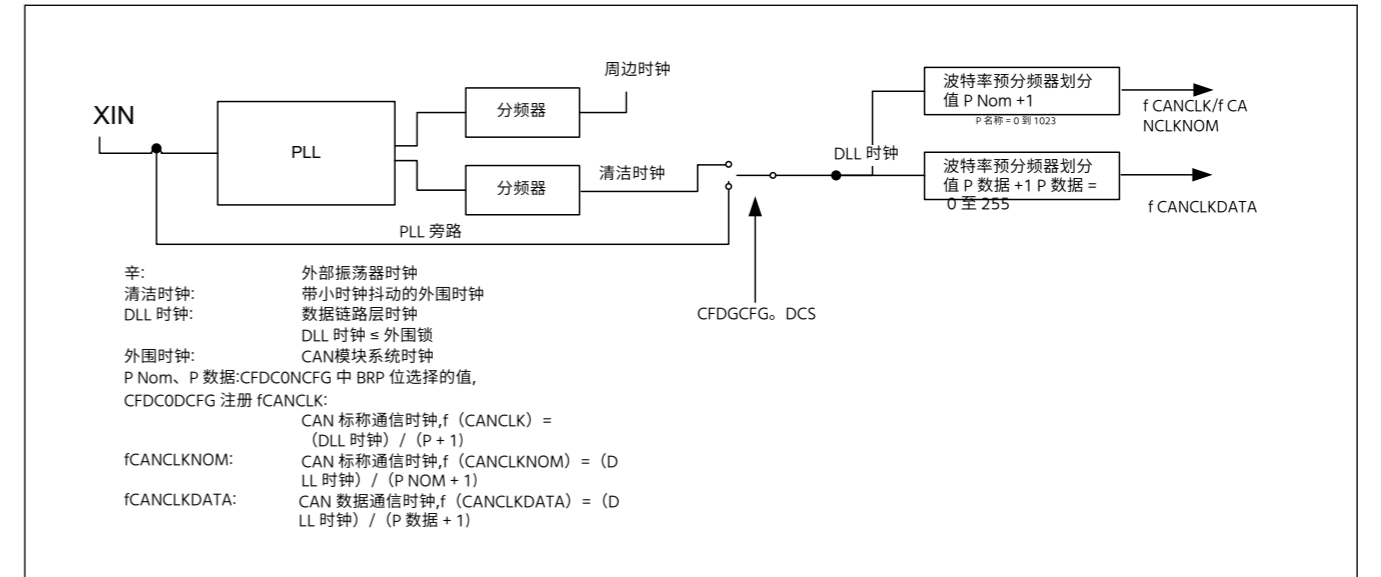 周边时钟
XIN
PLL
分频器
分频器
清洁时钟
PLL 旁路
DLL 时钟
波特率预分频器划分
值 P Nom +1
P 名称 = 0 到 1023
f CANCLK/f CA
NCLKNOM
波特率预分频器划分
值 P 数据 +1 P 数据 =
0 至 255
f CANCLKDATA
CFDGCFG。DCS
辛: 外部振荡器时钟
清洁时钟: 带小时钟抖动的外围时钟
DLL 时钟: 数据链路层时钟
DLL 时钟 ≤ 外围锁
外围时钟: CAN模块系统时钟
P Nom、P 数据:CFDC0NCFG 中 BRP 位选择的值,
CFDC0DCFG 注册 fCANCLK:
CAN 标称通信时钟,f（CANCLK）=
（DLL 时钟）/（P + 1）
fCANCLKNOM: CAN 标称通信时钟,f（CANCLKNOM）=（D
LL 时钟）/（P NOM + 1）
fCANCLKDATA: CAN 数据通信时钟,f（CANCLKDATA）=（D
LL 时钟）/（P 数据 + 1）